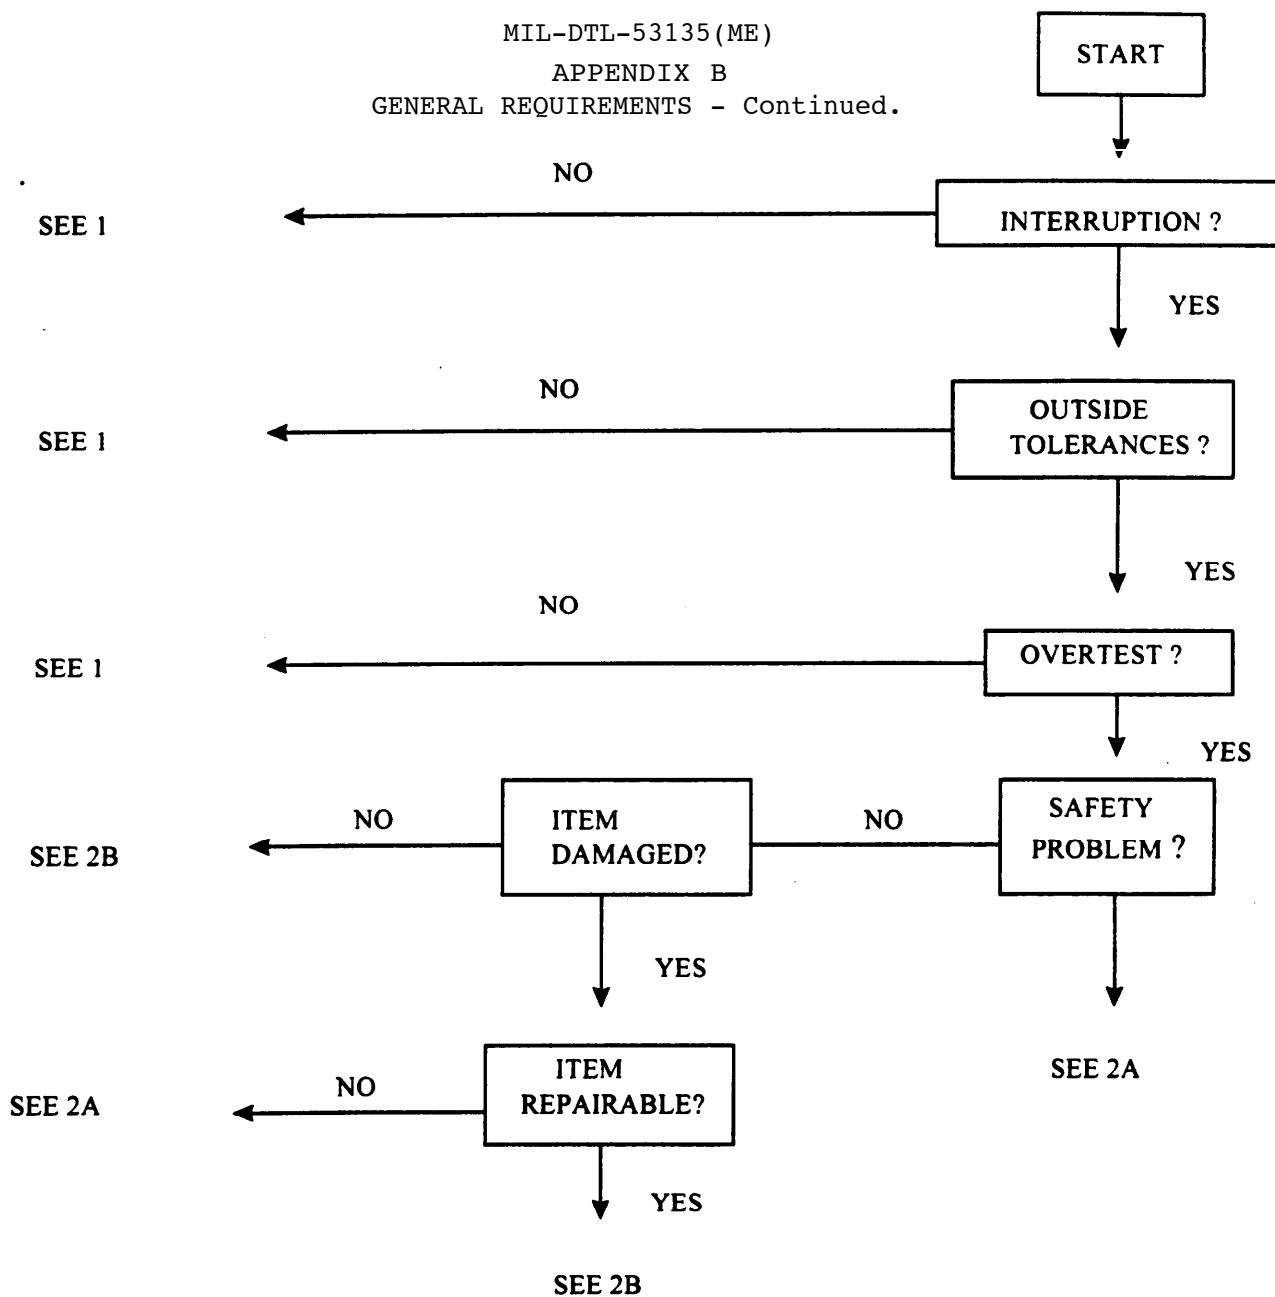 MIL-DTL-53135(ME)
APPENDIX B
GENERAL REQUIREMENTS - Continued.
START
NO
INTERRUPTION ?
SEE 1
YES
NO
OUTSIDE
TOLERANCES ?
SEE 1
YES
NO
OVERTEST ?
SEE 1
YES
SAFETY
PROBLEM ?
NO
ITEM
DAMAGED?
NO
SEE 2B
YES
SEE 2A
ITEM
REPAIRABLE?
NO
SEE 2A
YES
SEE 2B